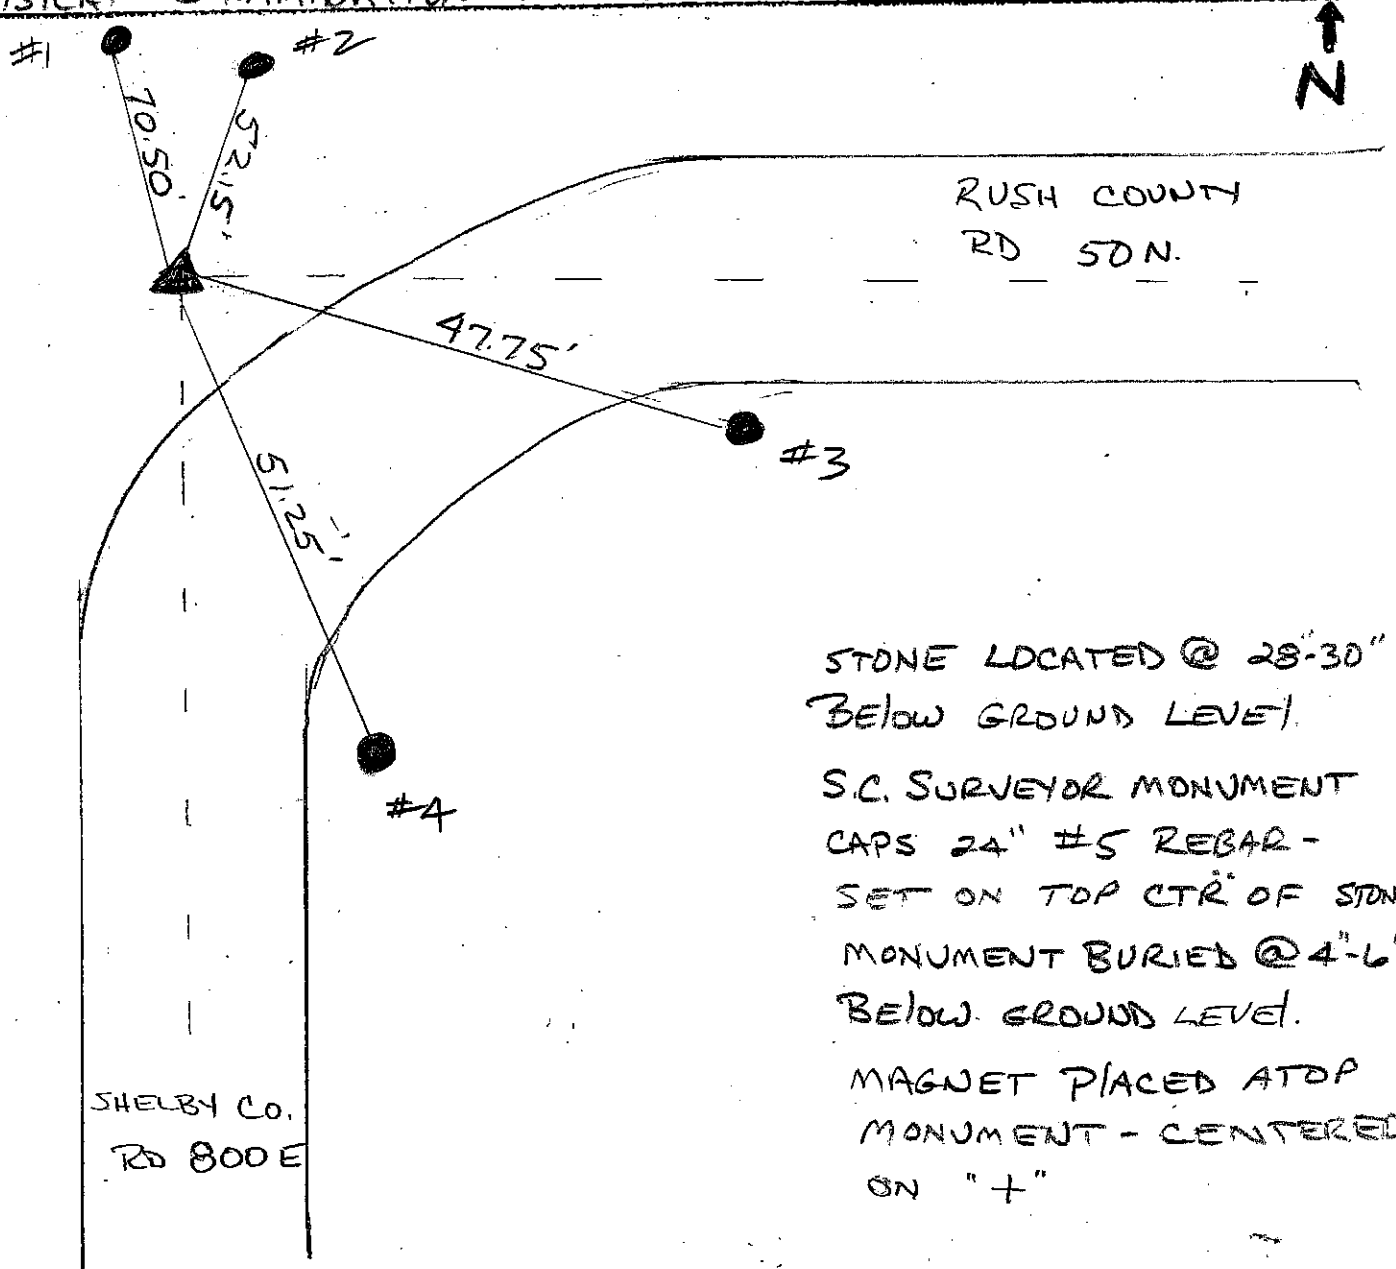 #1
#2
N
70.50'
52.15'
RUSH COUNTY
RD 50 N.
47.75'
#3
51.25'
#4
STONE LOCATED @ 28"-30"
BElOW GROUND LEVEl.
S.C. SURVEYOR MONUMENT
CAPS 24" #5 REBAR -
SET ON TOP CTR OF STON
MONUMENT BURIED @ 4"-6"
BElOW GROUND LEVEl.
MAGNET PlACED ATOP
MONUMENT - CENTERED
ON "+"
SHELBY CO.
RD 800 E